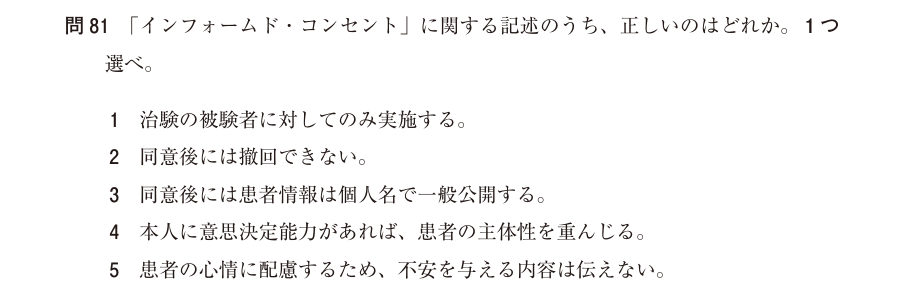 問 81 「インフォームド・コンセント」に関する記述のうち、正しいのはどれか。1つ
選べ。
1 治験の被験者に対してのみ実施する。
2 同意後には撤回できない。
3 同意後には患者情報は個人名で一般公開する。
4 本人に意思決定能力があれば、患者の主体性を重んじる。
5 患者の心情に配慮するため、不安を与える内容は伝えない。